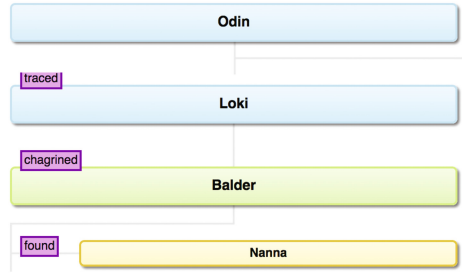 Odin
traced
Loki
chagrined
Balder
found
Nanna